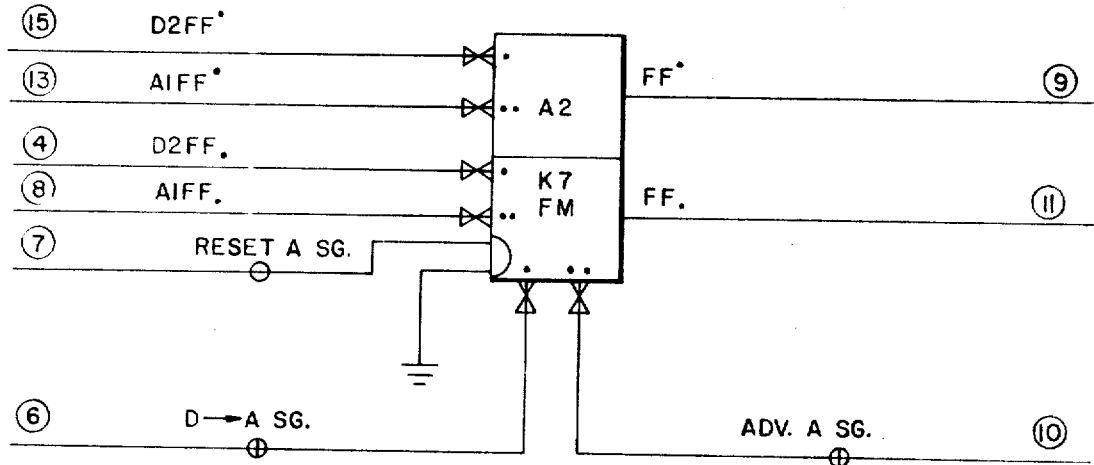 15 D2FF•
13 A1FF•
4 D2FF.
8 A1FF.
7 RESET A SG.
A2
K7
FM
FF• 9
FF. 11
6 D→A SG.
ADV. A SG. 10